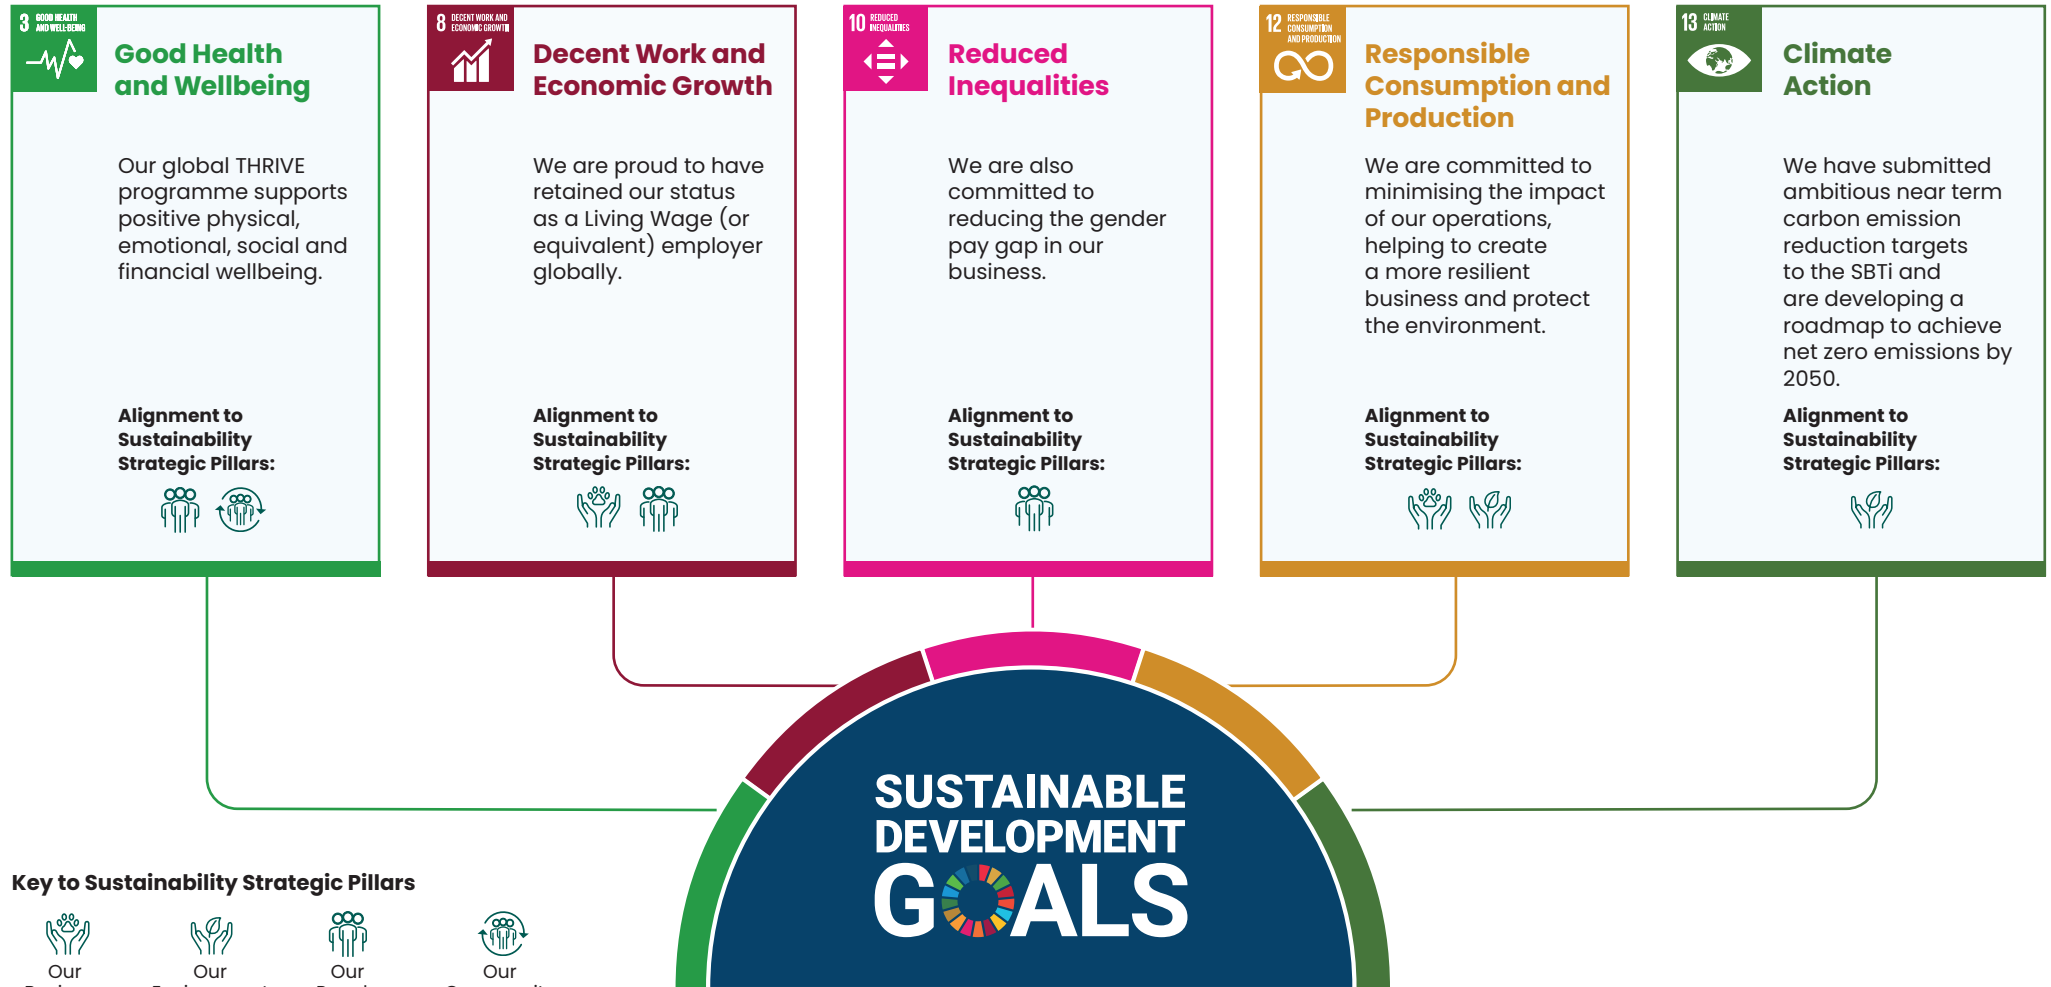 3 GOOD HEALTH
AND WELL-BEING
Good Health
and Wellbeing
Our global THRIVE
programme supports
positive physical,
emotional, social and
financial wellbeing.
Alignment to
Sustainability
Strategic Pillars:
8 DECENT WORK AND
ECONOMIC GROWTH
Decent Work and
Economic Growth
We are proud to have
retained our status
as a Living Wage (or
equivalent) employer
globally.
Alignment to
Sustainability
Strategic Pillars:
10 REDUCED
INEQUALITIES
Reduced
Inequalities
We are also
committed to
reducing the gender
pay gap in our
business.
Alignment to
Sustainability
Strategic Pillars:
12 RESPONSIBLE
CONSUMPTION
AND PRODUCTION
Responsible
Consumption and
Production
We are committed to
minimising the impact
of our operations,
helping to create
a more resilient
business and protect
the environment.
Alignment to
Sustainability
Strategic Pillars:
13 CLIMATE
ACTION
Climate
Action
We have submitted
ambitious near term
carbon emission
reduction targets
to the SBTi and
are developing a
roadmap to achieve
net zero emissions by
2050.
Alignment to
Sustainability
Strategic Pillars:
SUSTAINABLE
DEVELOPMENT
GOALS
Key to Sustainability Strategic Pillars
Our
Our
Our
Our